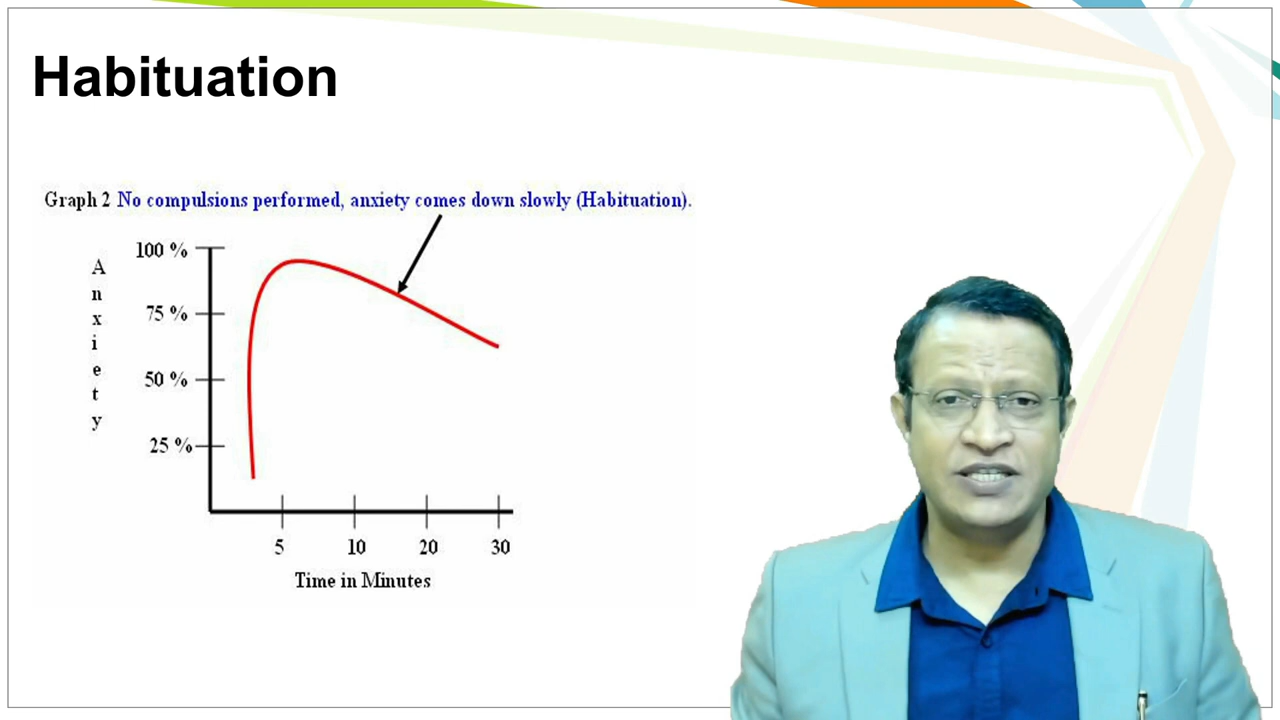 Habituation
Graph 2 No compulsions performed, anxiety comes down slowly (Habituation).
Anxiety
100 %
75 %
50 %
25 %
5 10 20 30
Time in Minutes